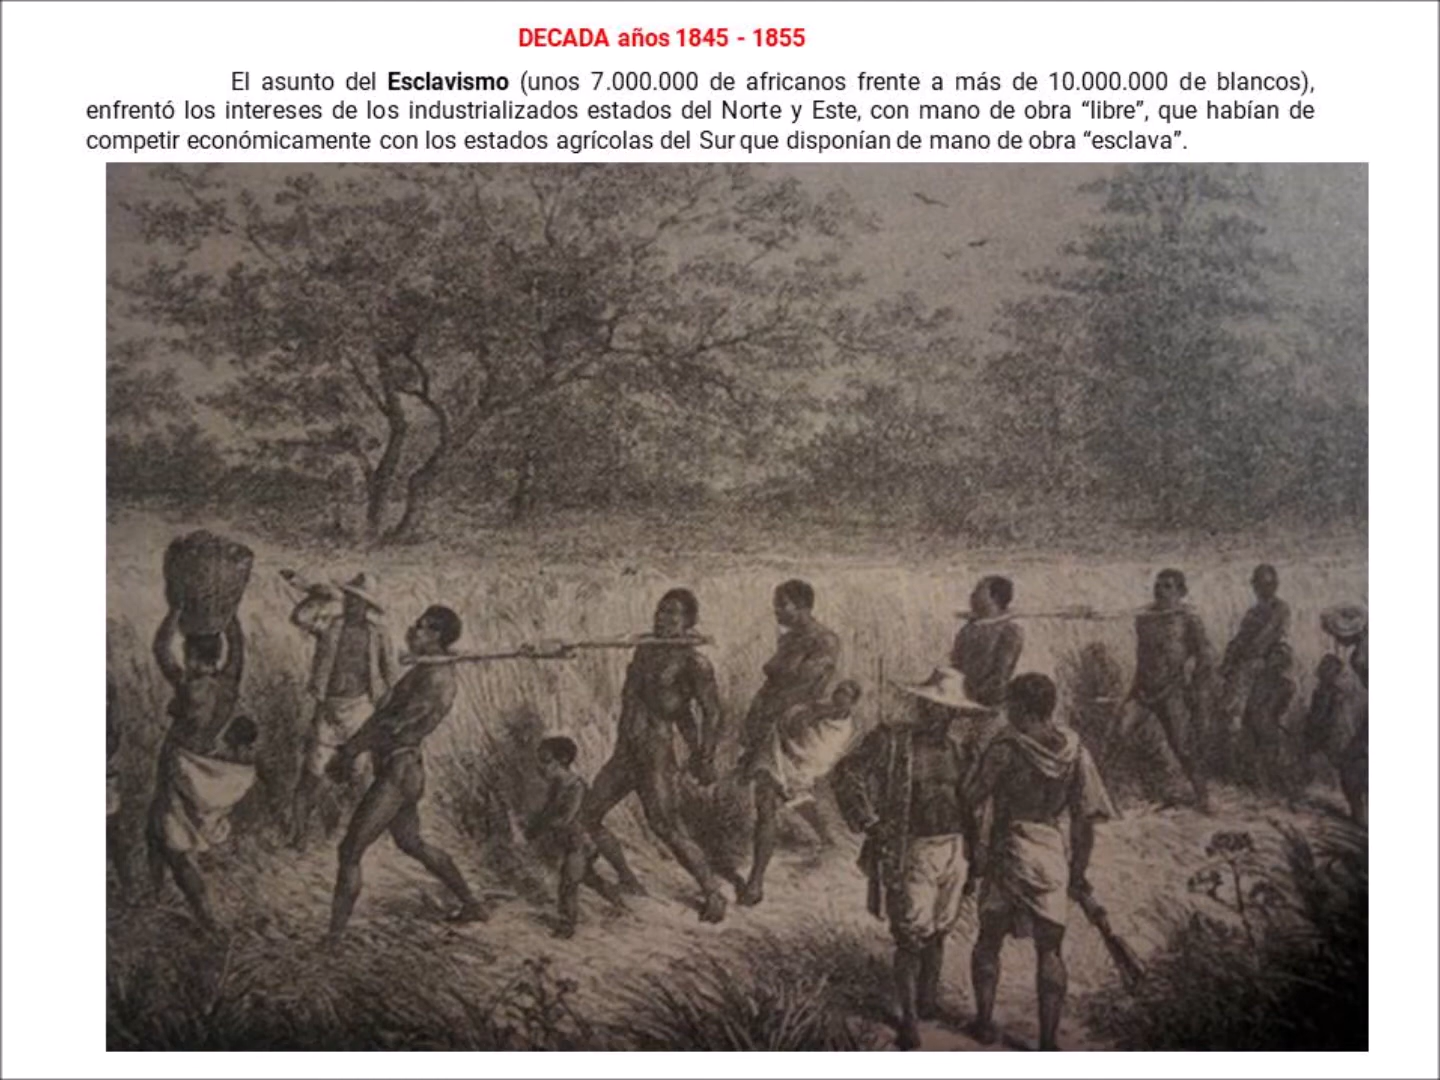 DECADA años 1845 - 1855
El asunto del Esclavismo (unos 7.000.000 de africanos frente a más de 10.000.000 de blancos),
enfrentó los intereses de los industrializados estados del Norte y Este, con mano de obra “libre”, que habían de
competir económicamente con los estados agrícolas del Sur que disponían de mano de obra “esclava”.